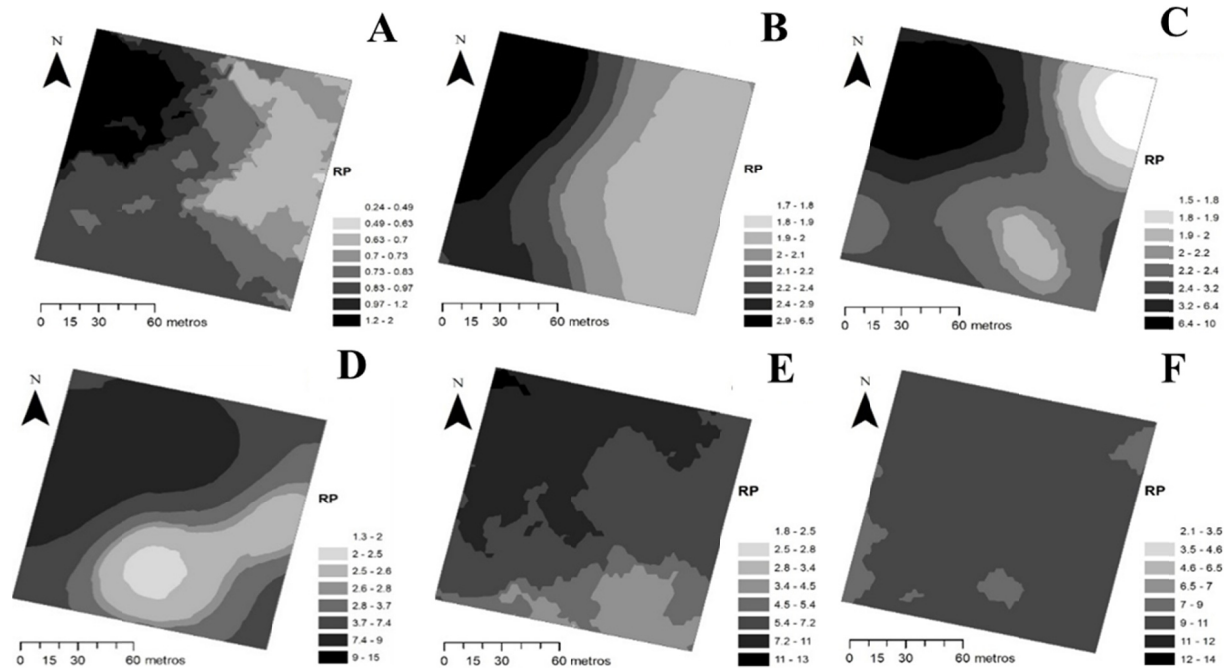 A
N
RP
0.24 - 0.49
0.49 - 0.63
0.63 - 0.7
0.7 - 0.73
0.73 - 0.83
0.83 - 0.97
0.97 - 1.2
1.2 - 2
0 15 30 60 metros
B
N
RP
1.7 - 1.8
1.8 - 1.9
1.9 - 2
2 - 2.1
2.1 - 2.2
2.2 - 2.4
2.4 - 2.9
2.9 - 6.5
0 15 30 60 metros
C
N
RP
1.5 - 1.8
1.8 - 1.9
1.9 - 2
2 - 2.2
2.2 - 2.4
2.4 - 3.2
3.2 - 6.4
6.4 - 10
0 15 30 60 metros
D
N
RP
1.3 - 2
2 - 2.5
2.5 - 2.6
2.6 - 2.8
2.8 - 3.7
3.7 - 7.4
7.4 - 9
9 - 15
0 15 30 60 metros
E
N
RP
1.8 - 2.5
2.5 - 2.8
2.8 - 3.4
3.4 - 4.5
4.5 - 5.4
5.4 - 7.2
7.2 - 11
11 - 13
0 15 30 60 metros
F
N
RP
2.1 - 3.5
3.5 - 4.6
4.6 - 6.5
6.5 - 7
7 - 9
9 - 11
11 - 12
12 - 14
0 15 30 60 metros